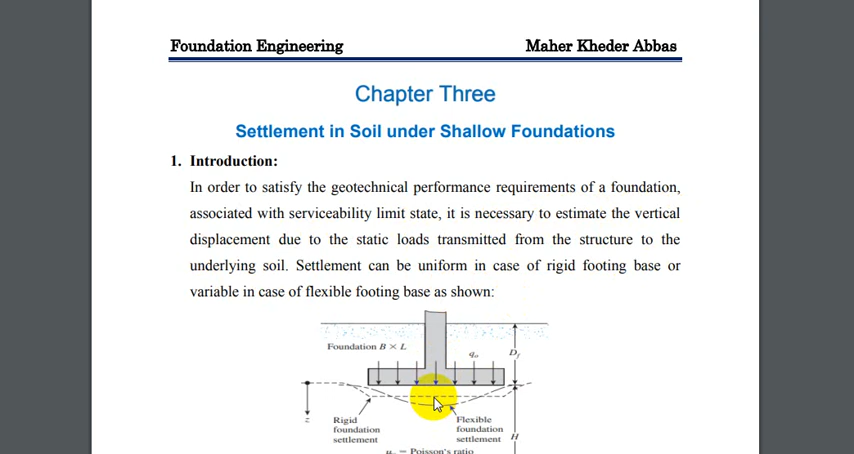 Foundation Engineering Maher Kheder Abbas
Chapter Three
Settlement in Soil under Shallow Foundations
1. Introduction:
In order to satisfy the geotechnical performance requirements of a foundation,
associated with serviceability limit state, it is necessary to estimate the vertical
displacement due to the static loads transmitted from the structure to the
underlying soil. Settlement can be uniform in case of rigid footing base or
variable in case of flexible footing base as shown:
Foundation B × L
qo
Df
z
Rigid
foundation
settlement
Flexible
foundation
settlement
H
= Poisson's ratio